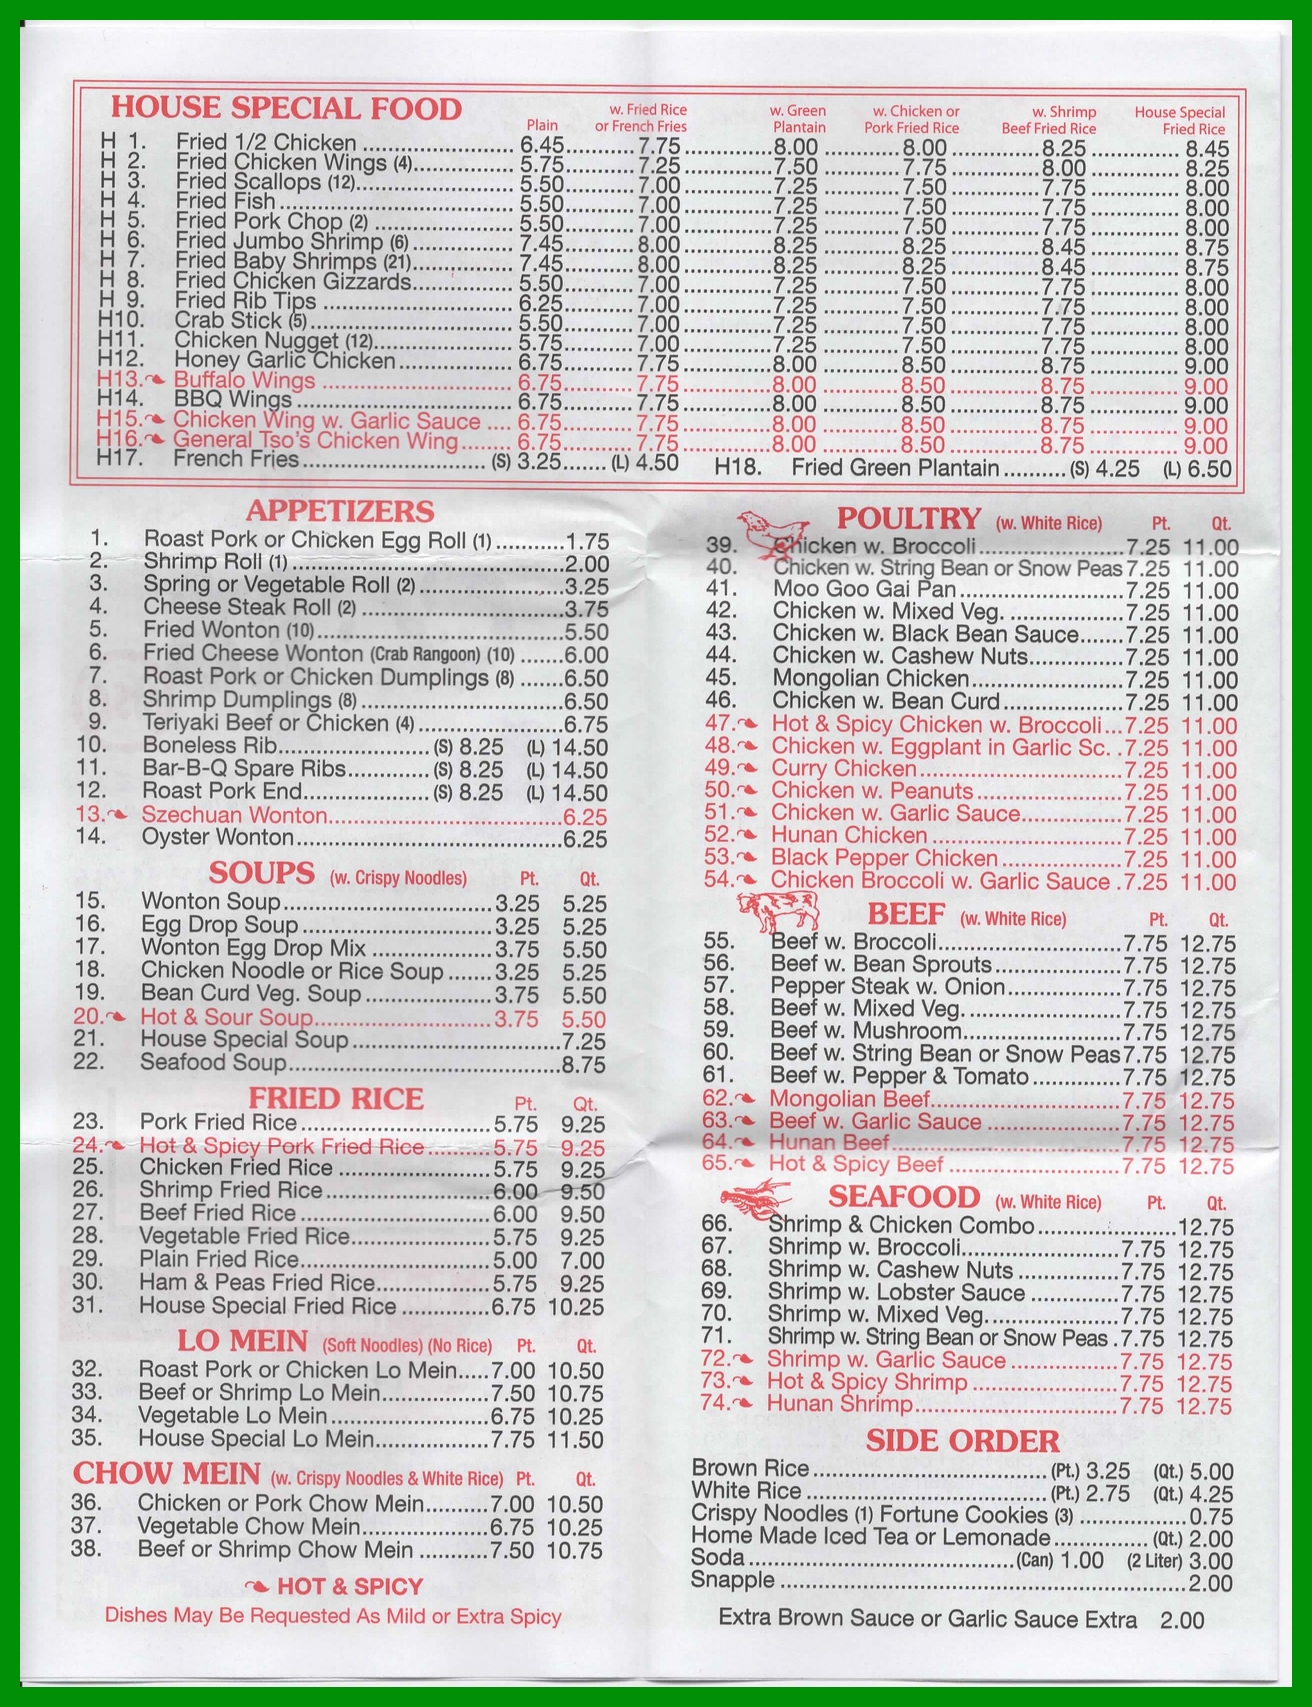 HOUSE SPECIAL FOOD Plain w. Fried Rice or French Fries w. Green Plantain w. Chicken or Pork Fried Rice w. Shrimp Beef Fried Rice House Special Fried Rice
H 1. Fried 1/2 Chicken 6.45 7.75 8.00 8.00 8.25 8.45
H 2. Fried Chicken Wings (4) 5.75 7.25 7.50 7.75 8.00 8.25
H 3. Fried Scallops (12) 5.50 7.00 7.25 7.50 7.75 8.00
H 4. Fried Fish 5.50 7.00 7.25 7.50 7.75 8.00
H 5. Fried Pork Chop (2) 5.50 7.00 7.25 7.50 7.75 8.00
H 6. Fried Jumbo Shrimp (6) 7.45 8.00 8.25 8.25 8.45 8.75
H 7. Fried Baby Shrimps (21) 7.45 8.00 8.25 8.25 8.45 8.75
H 8. Fried Chicken Gizzards 5.50 7.00 7.25 7.50 7.75 8.00
H 9. Fried Rib Tips 6.25 7.00 7.25 7.50 7.75 8.00
H10. Crab Stick (5) 5.50 7.00 7.25 7.50 7.75 8.00
H11. Chicken Nugget (12) 5.75 7.00 7.25 7.50 7.75 8.00
H12. Honey Garlic Chicken 6.75 7.75 8.00 8.50 8.75 9.00
H13. Buffalo Wings 6.75 7.75 8.00 8.50 8.75 9.00
H14. BBQ Wings 6.75 7.75 8.00 8.50 8.75 9.00
H15. Chicken Wing w. Garlic Sauce 6.75 7.75 8.00 8.50 8.75 9.00
H16. General Tso's Chicken Wing 6.75 7.75 8.00 8.50 8.75 9.00
H17. French Fries (S) 3.25 (L) 4.50 H18. Fried Green Plantain (S) 4.25 (L) 6.50
APPETIZERS
1. Roast Pork or Chicken Egg Roll (1) 1.75
2. Shrimp Roll (1) 2.00
3. Spring or Vegetable Roll (2) 3.25
4. Cheese Steak Roll (2) 3.75
5. Fried Wonton (10) 5.50
6. Fried Cheese Wonton (Crab Rangoon) (10) 6.00
7. Roast Pork or Chicken Dumplings (8) 6.50
8. Shrimp Dumplings (8) 6.50
9. Teriyaki Beef or Chicken (4) 6.75
10. Boneless Rib (S) 8.25 (L) 14.50
11. Bar-B-Q Spare Ribs (S) 8.25 (L) 14.50
12. Roast Pork End (S) 8.25 (L) 14.50
13. Szechuan Wonton 6.25
14. Oyster Wonton 6.25
SOUPS (w. Crispy Noodles) Pt. Qt.
15. Wonton Soup 3.25 5.25
16. Egg Drop Soup 3.25 5.25
17. Wonton Egg Drop Mix 3.75 5.50
18. Chicken Noodle or Rice Soup 3.25 5.25
19. Bean Curd Veg. Soup 3.75 5.50
20. Hot & Sour Soup 3.75 5.50
21. House Special Soup 7.25
22. Seafood Soup 8.75
FRIED RICE Pt. Qt.
23. Pork Fried Rice 5.75 9.25
24. Hot & Spicy Pork Fried Rice 5.75 9.25
25. Chicken Fried Rice 5.75 9.25
26. Shrimp Fried Rice 6.00 9.50
27. Beef Fried Rice 6.00 9.50
28. Vegetable Fried Rice 5.75 9.25
29. Plain Fried Rice 5.00 7.00
30. Ham & Peas Fried Rice 5.75 9.25
31. House Special Fried Rice 6.75 10.25
LO MEIN (Soft Noodles) (No Rice) Pt. Qt.
32. Roast Pork or Chicken Lo Mein 7.00 10.50
33. Beef or Shrimp Lo Mein 7.50 10.75
34. Vegetable Lo Mein 6.75 10.25
35. House Special Lo Mein 7.75 11.50
CHOW MEIN (w. Crispy Noodles & White Rice) Pt. Qt.
36. Chicken or Pork Chow Mein 7.00 10.50
37. Vegetable Chow Mein 6.75 10.25
38. Beef or Shrimp Chow Mein 7.50 10.75
HOT & SPICY
Dishes May Be Requested As Mild or Extra Spicy
POULTRY (w. White Rice) Pt. Qt.
39. Chicken w. Broccoli 7.25 11.00
40. Chicken w. String Bean or Snow Peas 7.25 11.00
41. Moo Goo Gai Pan 7.25 11.00
42. Chicken w. Mixed Veg. 7.25 11.00
43. Chicken w. Black Bean Sauce 7.25 11.00
44. Chicken w. Cashew Nuts 7.25 11.00
45. Mongolian Chicken 7.25 11.00
46. Chicken w. Bean Curd 7.25 11.00
47. Hot & Spicy Chicken w. Broccoli 7.25 11.00
48. Chicken w. Eggplant in Garlic Sc. 7.25 11.00
49. Curry Chicken 7.25 11.00
50. Chicken w. Peanuts 7.25 11.00
51. Chicken w. Garlic Sauce 7.25 11.00
52. Hunan Chicken 7.25 11.00
53. Black Pepper Chicken 7.25 11.00
54. Chicken Broccoli w. Garlic Sauce 7.25 11.00
BEEF (w. White Rice) Pt. Qt.
55. Beef w. Broccoli 7.75 12.75
56. Beef w. Bean Sprouts 7.75 12.75
57. Pepper Steak w. Onion 7.75 12.75
58. Beef w. Mixed Veg. 7.75 12.75
59. Beef w. Mushroom 7.75 12.75
60. Beef w. String Bean or Snow Peas 7.75 12.75
61. Beef w. Pepper & Tomato 7.75 12.75
62. Mongolian Beef 7.75 12.75
63. Beef w. Garlic Sauce 7.75 12.75
64. Hunan Beef 7.75 12.75
65. Hot & Spicy Beef 7.75 12.75
SEAFOOD (w. White Rice) Pt. Qt.
66. Shrimp & Chicken Combo 12.75
67. Shrimp w. Broccoli 7.75 12.75
68. Shrimp w. Cashew Nuts 7.75 12.75
69. Shrimp w. Lobster Sauce 7.75 12.75
70. Shrimp w. Mixed Veg. 7.75 12.75
71. Shrimp w. String Bean or Snow Peas 7.75 12.75
72. Shrimp w. Garlic Sauce 7.75 12.75
73. Hot & Spicy Shrimp 7.75 12.75
74. Hunan Shrimp 7.75 12.75
SIDE ORDER
Brown Rice (Pt.) 3.25 (Qt.) 5.00
White Rice (Pt.) 2.75 (Qt.) 4.25
Crispy Noodles (1) Fortune Cookies (3) 0.75
Home Made Iced Tea or Lemonade (Qt.) 2.00
Soda (Can) 1.00 (2 Liter) 3.00
Snapple 2.00
Extra Brown Sauce or Garlic Sauce Extra 2.00